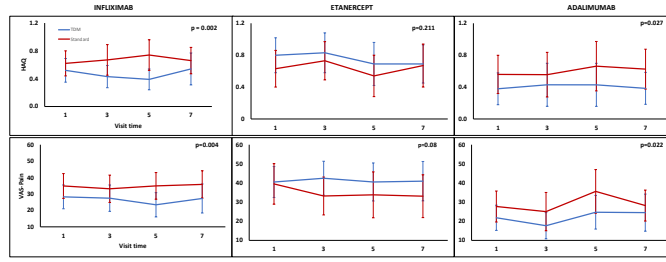 INFLIXIMAB
ETANERCEPT
ADALIMUMAB
1.2
TDM
Standard
p = 0.002
0.8
HAQ
0.4
0.0
1 3 5 7
Visit time
1.2
p=0.211
0.8
0.4
0
1 3 5 7
1.2
p=0.027
0.8
0.4
0
1 3 5 7
60
p=0.004
50
40
VAS-Pain
30
20
10
1 3 5 7
Visit time
60
p=0.08
50
40
30
20
10
1 3 5 7
60
p=0.022
50
40
30
20
10
1 3 5 7